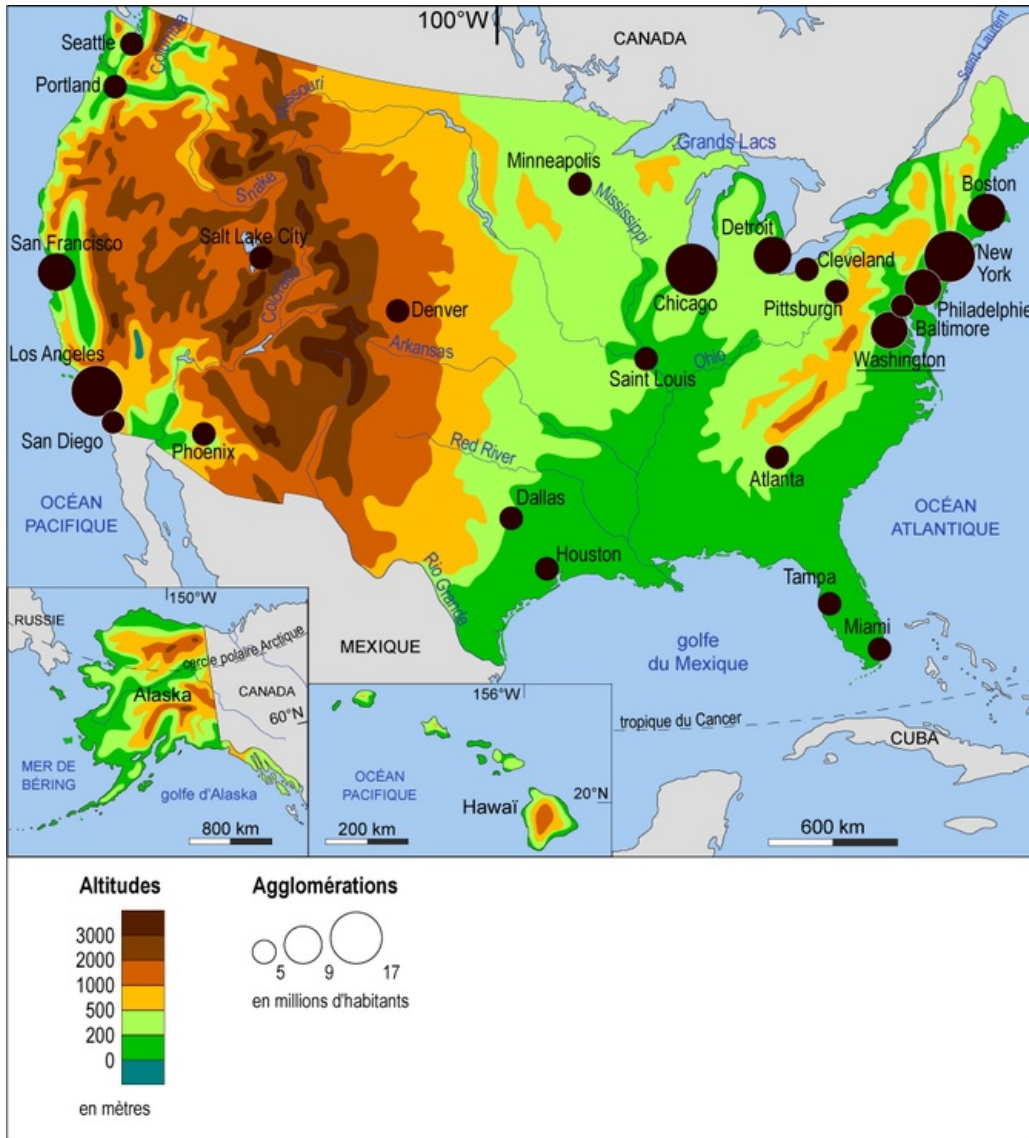 100°W
CANADA
Saint-Laurent
Seattle
Columbia
Portland
Missouri
Grands Lacs
Minneapolis
Mississippi
Boston
Snake
Detroit
San Francisco
Salt Lake City
Cleveland
New
York
Colorado
Chicago
Pittsburgh
Philadelphie
Denver
Baltimore
Los Angeles
Arkansas
Ohio
Washington
Saint Louis
San Diego
Phoenix
Red River
Atlanta
OCÉAN
PACIFIQUE
Dallas
OCÉAN
ATLANTIQUE
Houston
Rio Grande
Tampa
150°W
RUSSIE
MEXIQUE
Miami
cercle polaire Arctique
golfe
du Mexique
Alaska
CANADA
60°N
156°W
tropique du Cancer
CUBA
MER DE
BÉRING
golfe d'Alaska
OCÉAN
PACIFIQUE
Hawaï
20°N
800 km
200 km
600 km
Altitudes
3000
2000
1000
500
200
0
en mètres
Agglomérations
5
9
17
en millions d'habitants